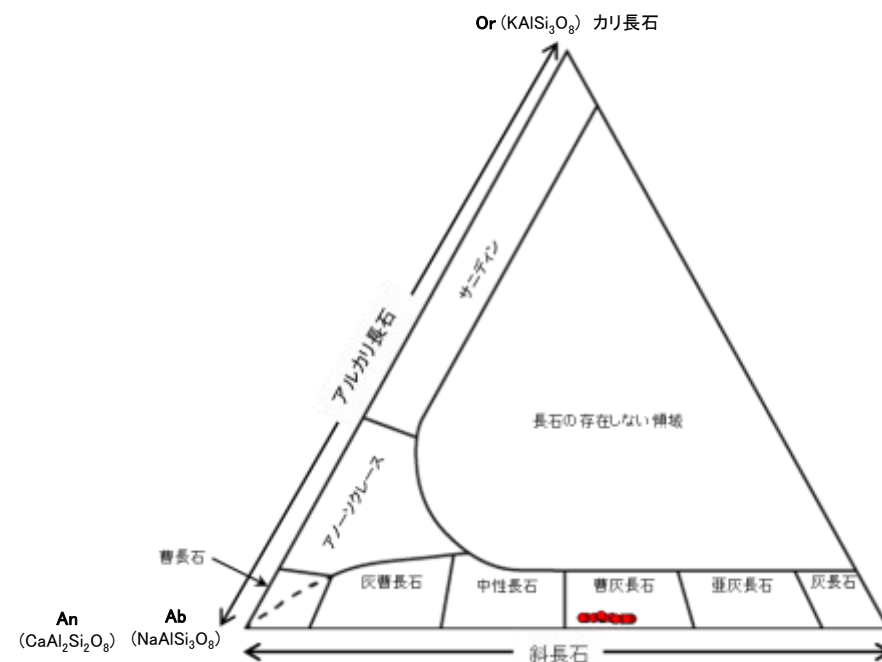 Or (KAlSi3O8) カリ長石
サニディン
アルカリ長石
長石の存在しない領域
アノーソクレース
曹長石
灰曹長石
中性長石
曹灰長石
亜灰長石
灰長石
An
(CaAl2Si2O8)
Ab
(NaAlSi3O8)
斜長石